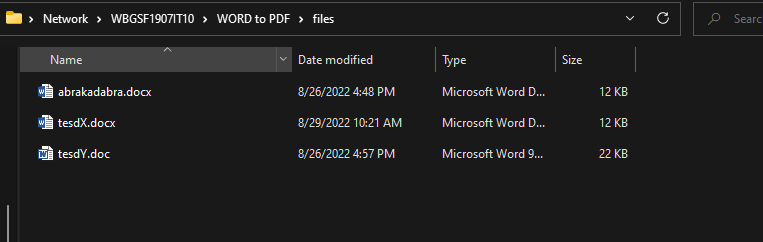 Network > WBGSF1907IT10 > WORD to PDF > files
Sear
Name Date modified Type Size
abrakadabra.docx 8/26/2022 4:48 PM Microsoft Word D... 12 KB
tesdX.docx 8/29/2022 10:21 AM Microsoft Word D... 12 KB
tesdY.doc 8/26/2022 4:57 PM Microsoft Word 9... 22 KB